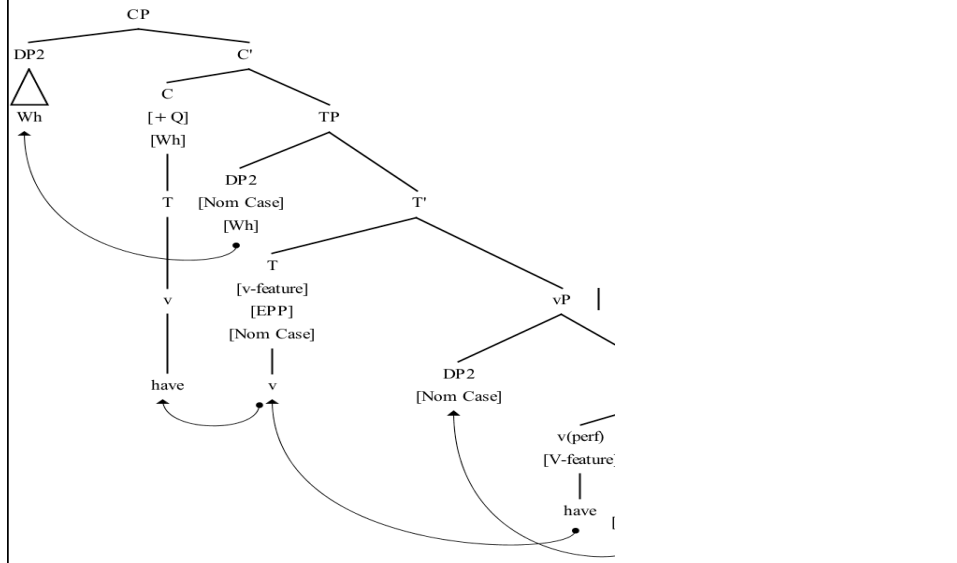 CP
DP2 C'
C
Wh [+ Q] TP
[Wh]
DP2
T [Nom Case] T'
[Wh]
T
[v-feature]
v vP
[EPP]
[Nom Case]
DP2
have v [Nom Case]
v(perf)
[V-feature]
have
[